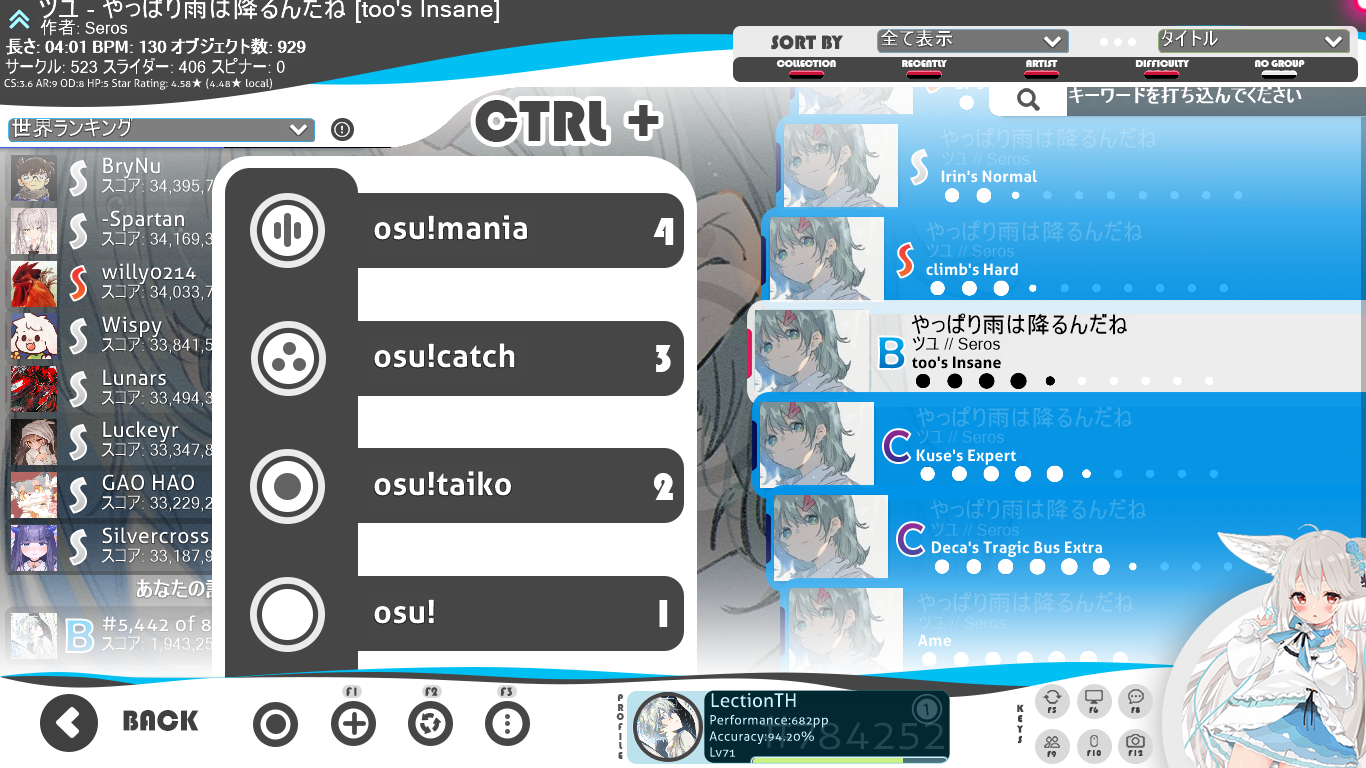 ツユ - やっぱり雨は降るんだね [too's Insane]
作者: Seros
長さ: 04:01 BPM: 130 オブジェクト数: 929
サークル: 523 スライダー: 406 スピナー: 0
CS:3.6 AR:9 OD:8 HP:5 Star Rating: 4.58★ (4.48★ local)
SORT BY
全て表示
タイトル
COLLECTION RECENTLY ARTIST DIFFICULTY NO GROUP
キーワードを打ち込んでください
世界ランキング
CTRL +
S BryNu
スコア: 34,395,7
S -Spartan
スコア: 34,169,3
S willy0214
スコア: 34,033,7
S Wispy
スコア: 33,841,5
S Lunars
スコア: 33,494,3
S Luckeyr
スコア: 33,347,8
S GAO HAO
スコア: 33,229,2
S Silvercross
スコア: 33,187,9
あなたの
B #5,442 of 8
スコア: 1,943,25
osu!mania 4
osu!catch 3
osu!taiko 2
osu! 1
やっぱり雨は降るんだね
ツユ // Seros
S Irin's Normal
やっぱり雨は降るんだね
ツユ // Seros
S climb's Hard
やっぱり雨は降るんだね
ツユ // Seros
B too's Insane
やっぱり雨は降るんだね
ツユ // Seros
C Kuse's Expert
やっぱり雨は降るんだね
ツユ // Seros
C Deca's Tragic Bus Extra
やっぱり雨は降るんだね
ツユ // Seros
Ame
BACK
F1 F2 F3
PROFILE
LectionTH
Performance:682pp
Accuracy:94.20%
Lv71
1
#784252
KEYS
F5 F6 F8
F9 F10 F12